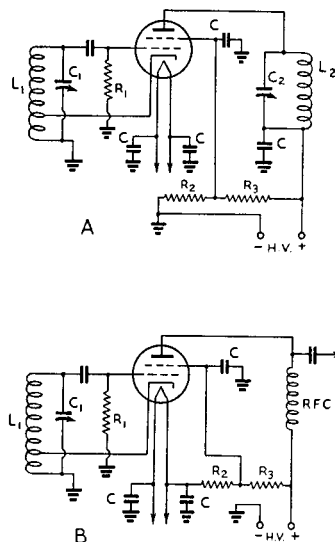 C
C₁
L₁
R₁
C₂
L₂
C
C C
R₂ R₃
A
- H.V. +
C
C₁
L₁
R₁
RFC
C C
R₂ R₃
B
- H.V. +